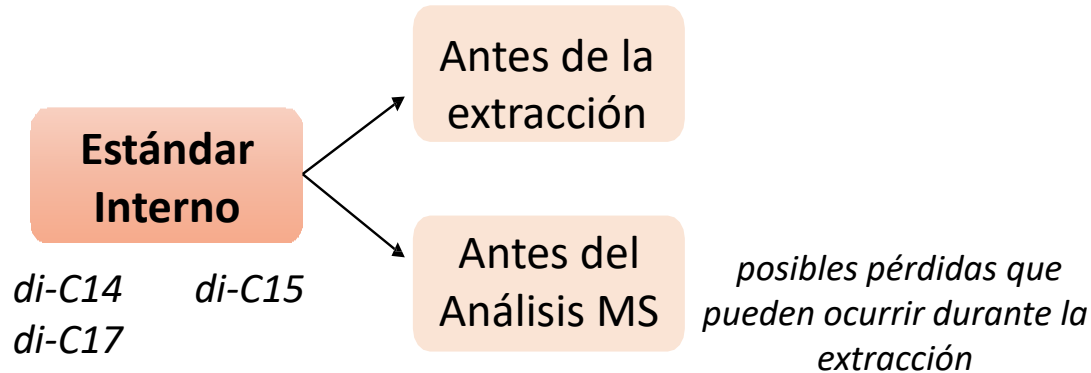 Antes de la
extracción
Estándar
Interno
di-C14 di-C15
di-C17
Antes del
Análisis MS
posibles pérdidas que
pueden ocurrir durante la
extracción